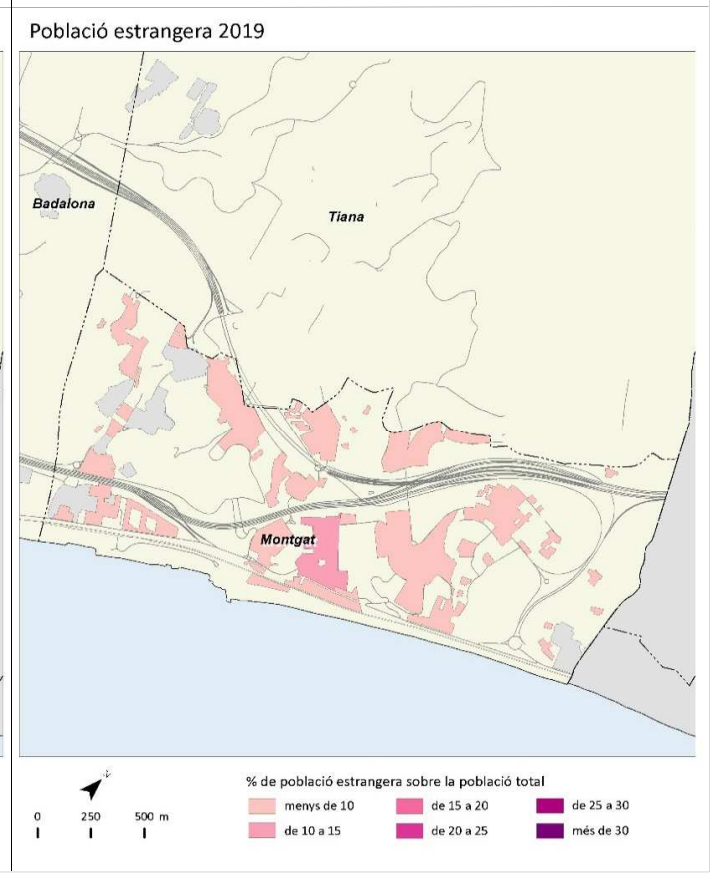 Població estrangera 2019
Badalona
Tiana
Montgat
% de població estrangera sobre la població total
menys de 10
de 10 a 15
de 15 a 20
de 20 a 25
de 25 a 30
més de 30
0 250 500 m